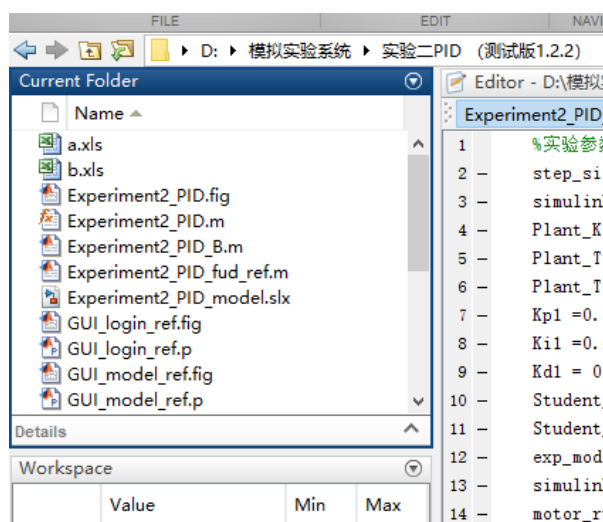 FILE EDIT NAVI
D: 模拟实验系统 实验二PID (测试版1.2.2)
Current Folder
Name
a.xls
b.xls
Experiment2_PID.fig
Experiment2_PID.m
Experiment2_PID_B.m
Experiment2_PID_fud_ref.m
Experiment2_PID_model.slx
GUI_login_ref.fig
GUI_login_ref.p
GUI_model_ref.fig
GUI_model_ref.p
Details
Workspace
Value Min Max
Editor - D:\模拟
Experiment2_PID
1 %实验参
2 – step_si
3 – simulin
4 – Plant_K
5 – Plant_T
6 – Plant_T
7 – Kp1 =0.
8 – Ki1 =0.
9 – Kd1 = 0
10 – Student_
11 – Student_
12 – exp_mod
13 – simulin
14 – motor_r